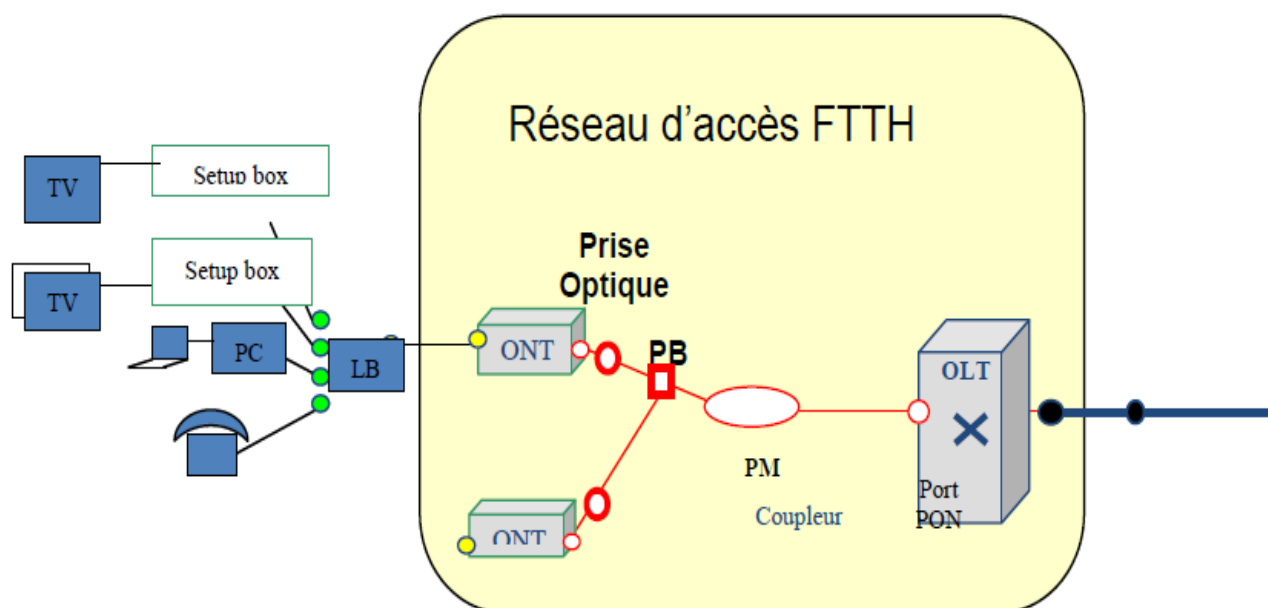 Réseau d'accès FTTH
TV
Setup box
TV
Setup box
PC
LB
Prise
Optique
ONT
PB
ONT
PM
Coupleur
OLT
Port
PON